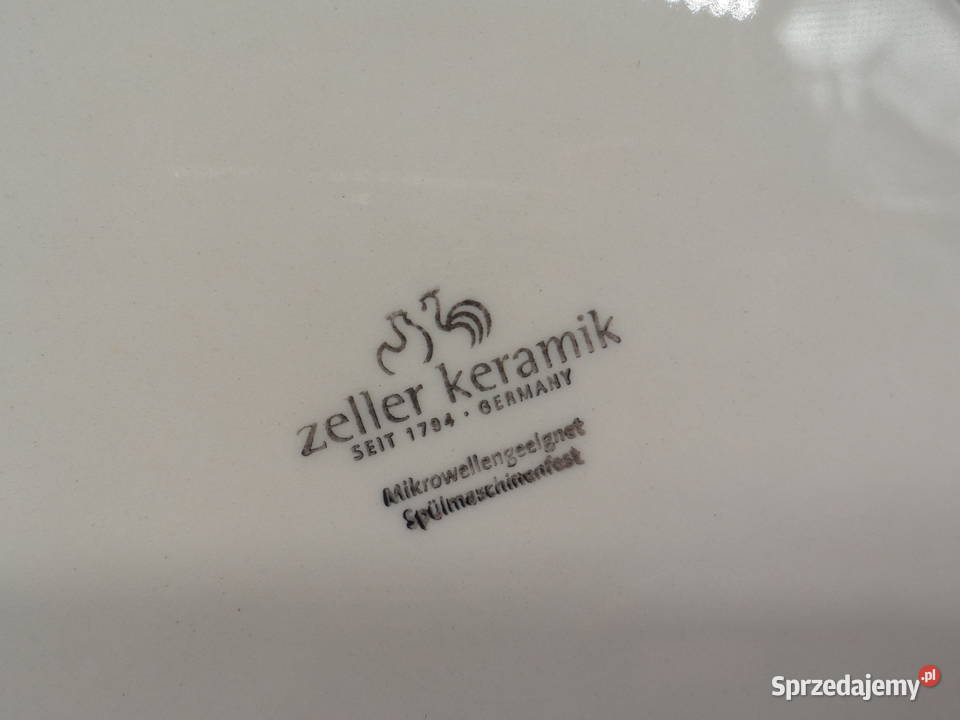 zeller keramik
SEIT 1794 · GERMANY
Mikrowellengeeignet
Spülmaschinenfest
Sprzedajemy.pl